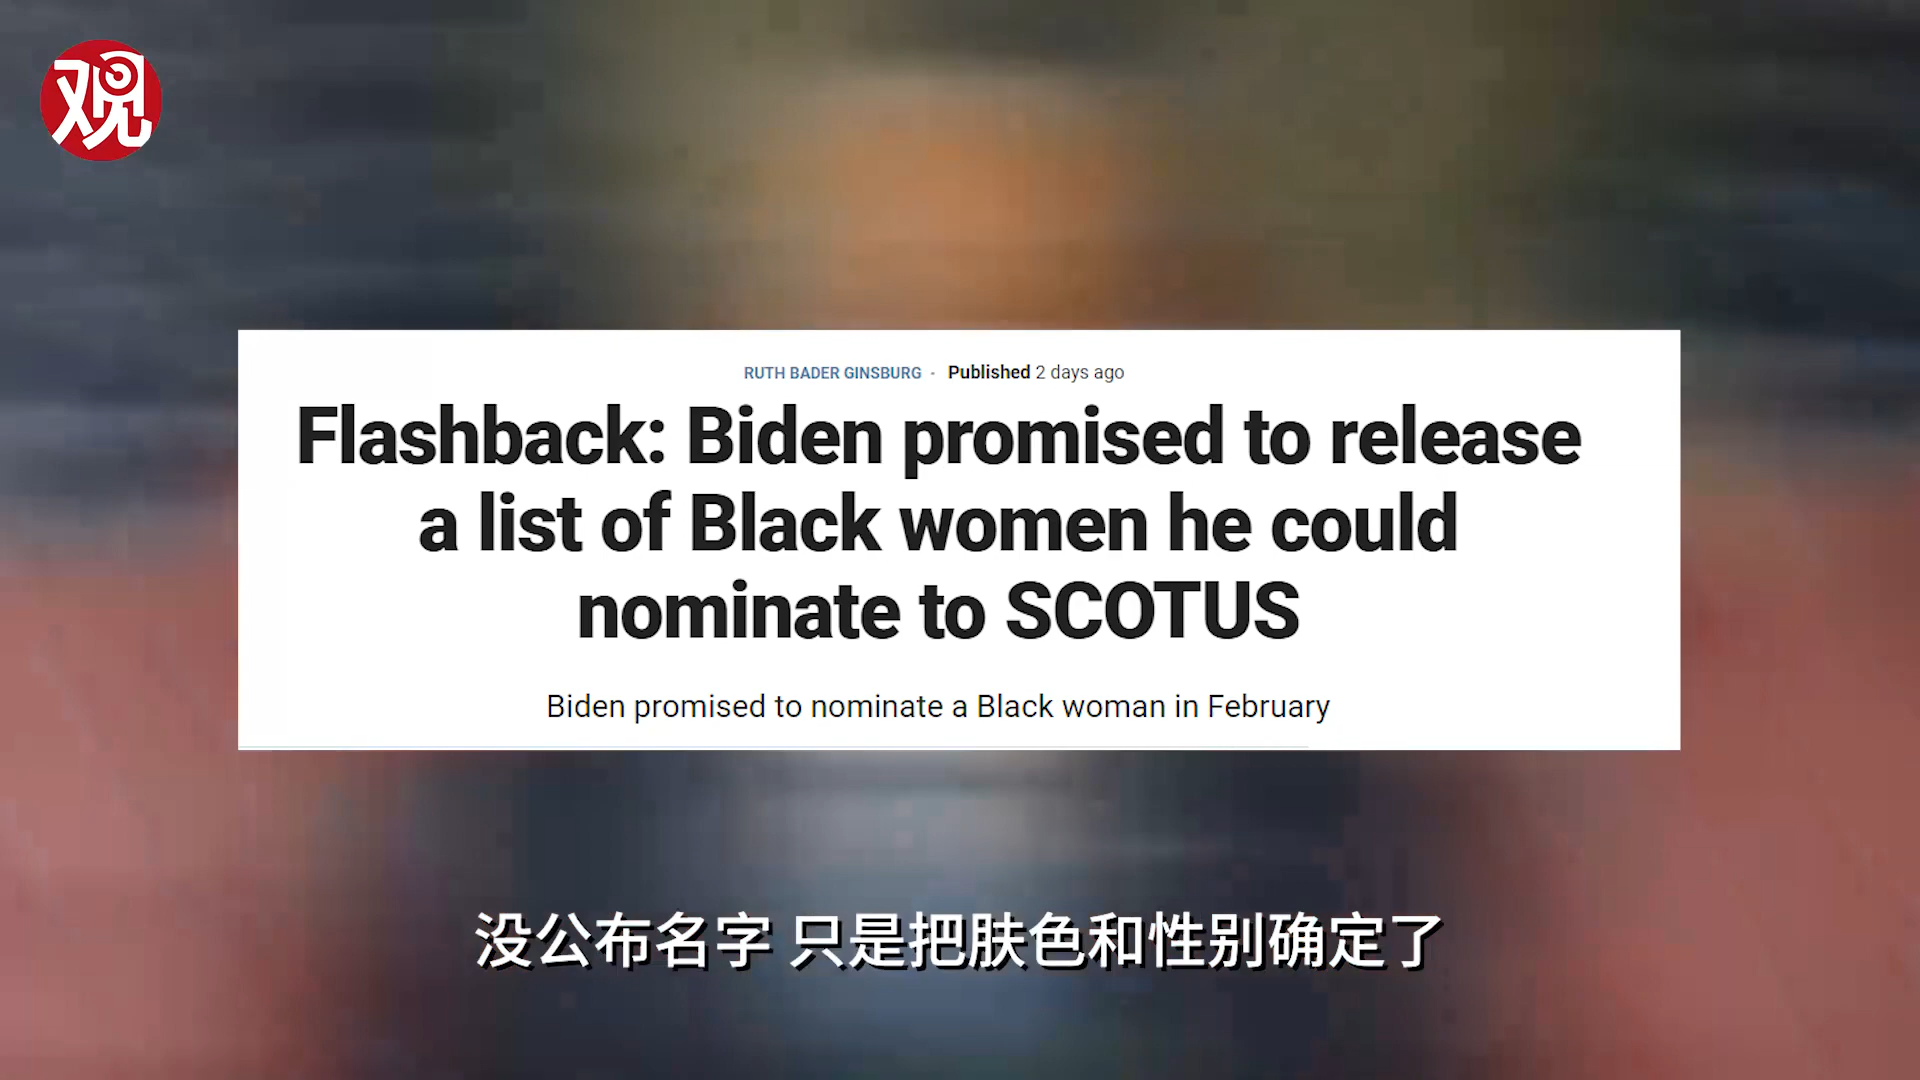 观
RUTH BADER GINSBURG · Published 2 days ago
Flashback: Biden promised to release
a list of Black women he could
nominate to SCOTUS
Biden promised to nominate a Black woman in February
没公布名字 只是把肤色和性别确定了